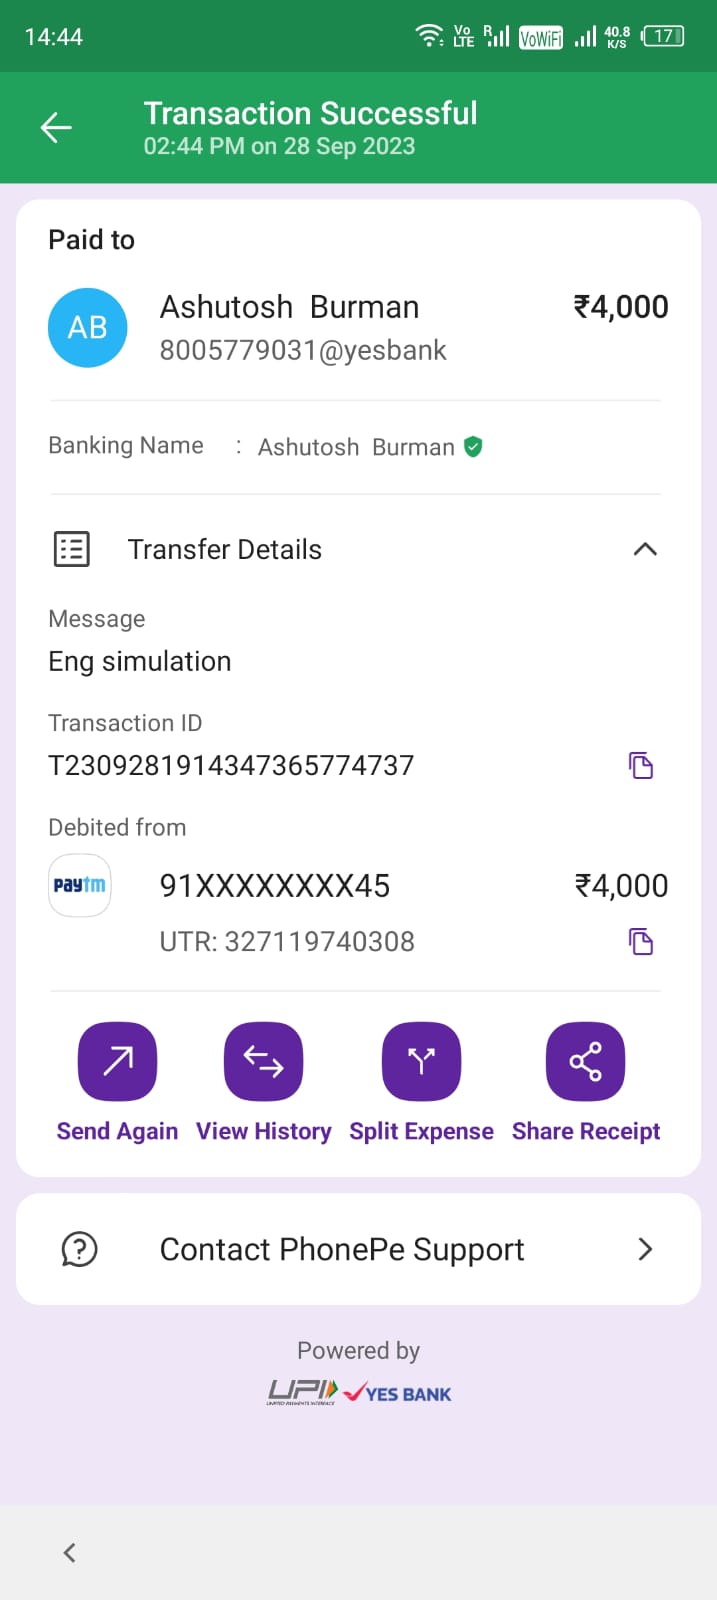 14:44
Vo LTE R VoWiFi 40.8 K/S 17
Transaction Successful
02:44 PM on 28 Sep 2023
Paid to
AB
Ashutosh Burman ₹4,000
8005779031@yesbank
Banking Name : Ashutosh Burman
Transfer Details
Message
Eng simulation
Transaction ID
T2309281914347365774737
Debited from
paytm 91XXXXXXXX45 ₹4,000
UTR: 327119740308
Send Again View History Split Expense Share Receipt
Contact PhonePe Support
Powered by
UPI YES BANK
UNIFIED PAYMENTS INTERFACE